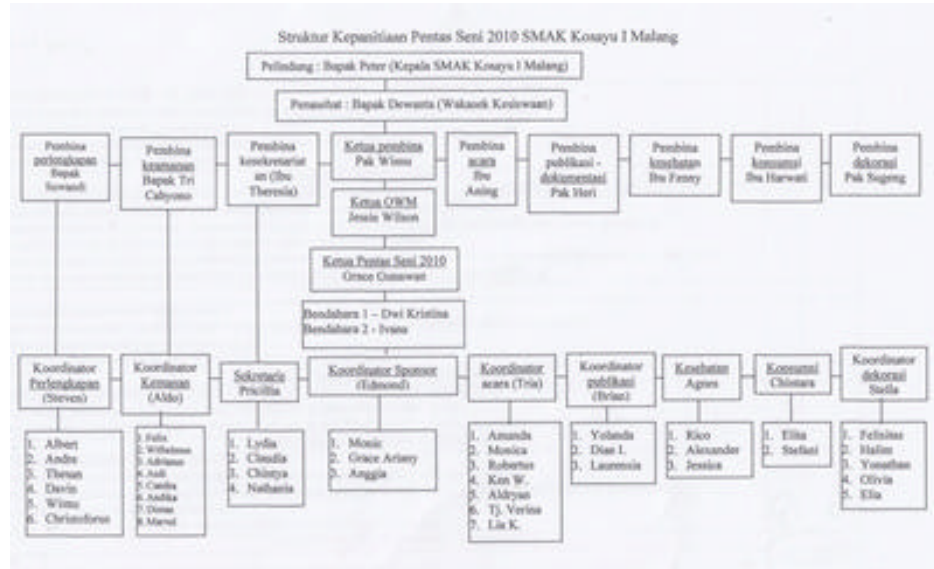 Struktur Kepanitiaan Pentas Seni 2010 SMAK Kosayu I Malang
Pelindung : Bapak Peter (Kepala SMAK Kosayu I Malang)
Penasehat : Bapak Dewanta (Wakasek Kesiswaan)
Pembina
perlengkapan
Bapak
Suwandi
Pembina
keamanan
Bapak Tri
Cahyono
Pembina
kesekretariat
an (Ibu
Theresia)
Ketua pembina
Pak Wisnu
Pembina
acara
Ibu
Aning
Pembina
publikasi -
dokumentasi
Pak Heri
Pembina
kesehatan
Ibu Fenny
Pembina
konsumsi
Ibu Harwati
Pembina
dekorasi
Pak Sugeng
Ketua OWM
Jessie Wilson
Ketua Pentas Seni 2010
Grace Gunawan
Bendahara 1 – Dwi Kristina
Bendahara 2 - Ivana
Koordinator
Perlengkapan
(Steven)
Koordinator
Kemanan
(Aldo)
Sekretaris
Pricillia
Koordinator Sponsor
(Edmond)
Koordinator
acara (Tria)
Koordinator
publikasi
(Brian)
Kesehatan
Agnes
Konsumsi
Chistara
Koordinator
dekorasi
Stella
1. Albert
2. Andre
3.
4. Davin
5. Wisnu
6. Christoforus
1. Felix
2. Wilhelmus
3. Adrianus
4.
5. Candra
6. Andika
7. Dimas
8. Marvel
1. Lydia
2. Claudia
3. Chintya
4. Nathania
1. Monic
2. Grace Ariany
3. Anggia
1. Amanda
2. Monica
3. Robertus
4. Ken W.
5. Aldryan
6. Tj. Verina
7. Lia K.
1. Yolanda
2. Dian I.
3. Laurensia
1. Rico
2. Alexander
3. Jessica
1. Elita
2. Stefani
1. Felisitas
2. Halim
3. Yonathan
4. Olivia
5. Elia